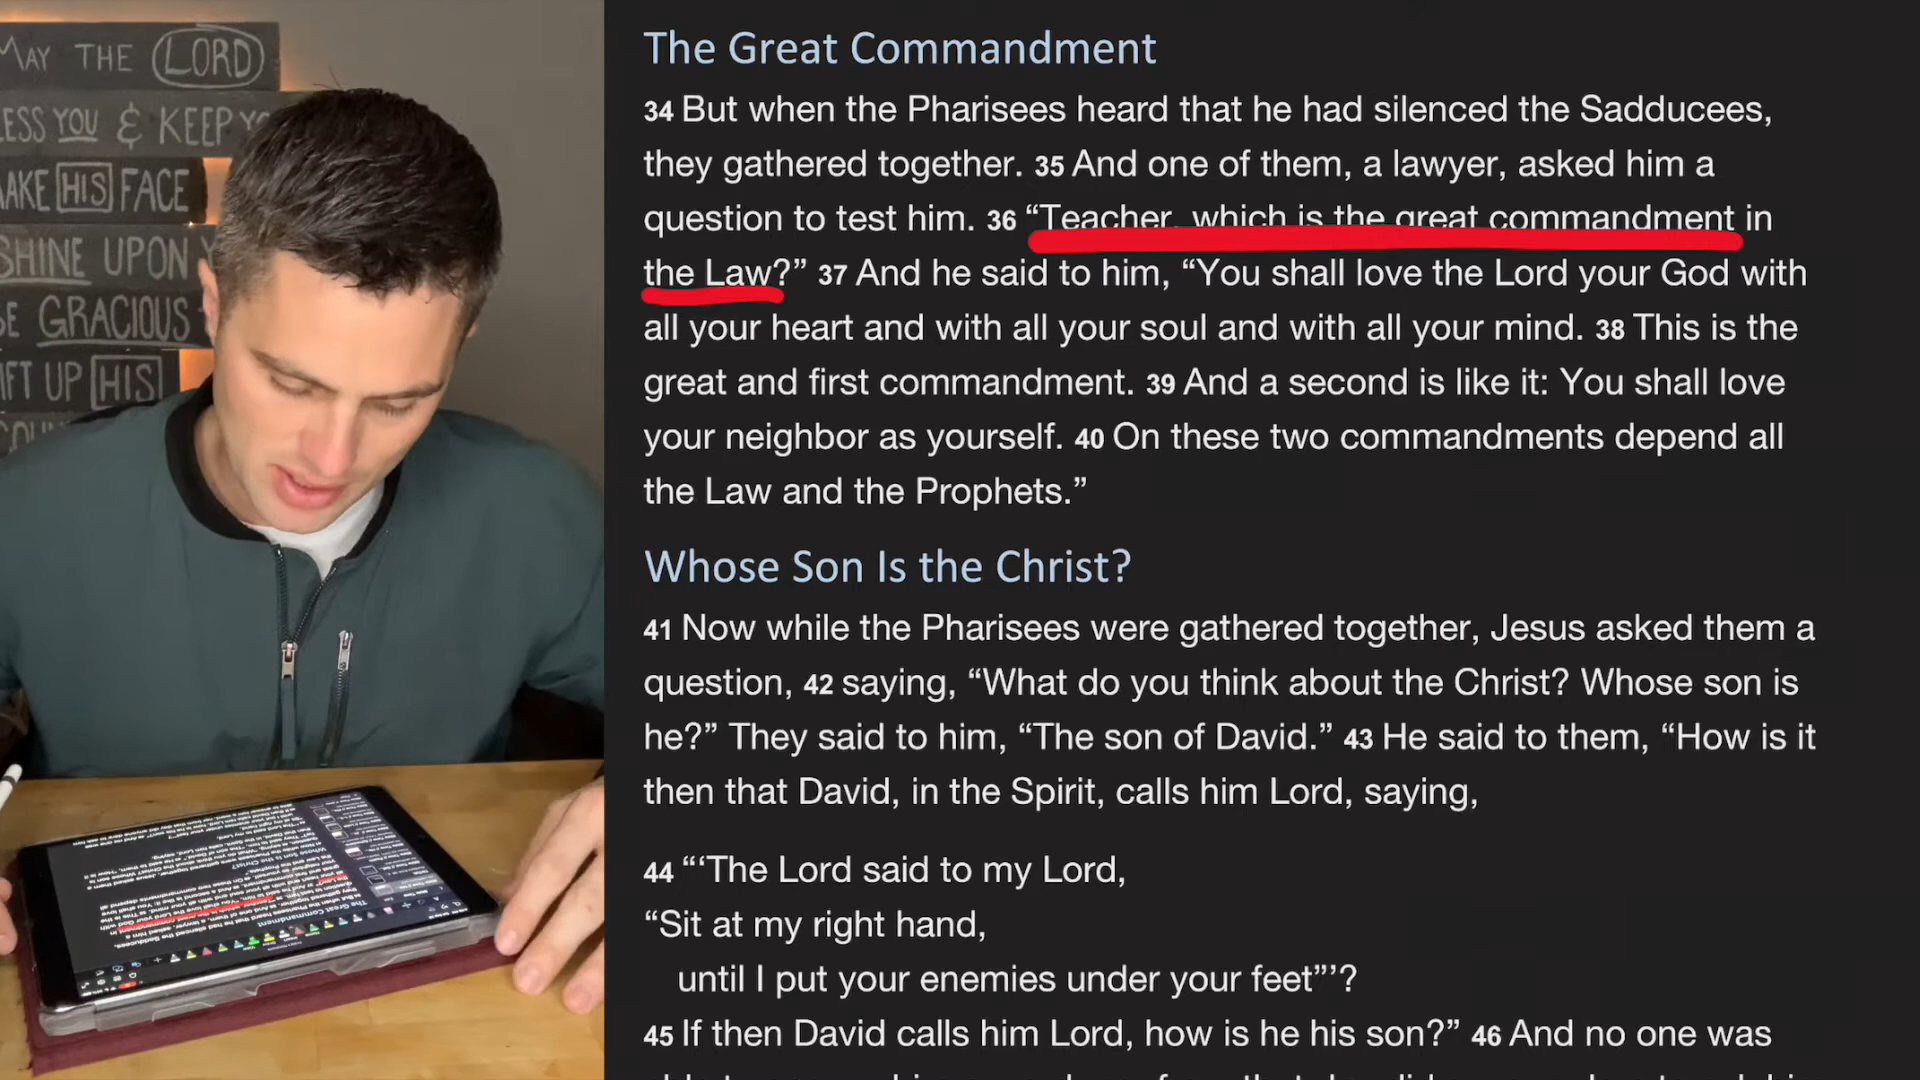 MAY THE LORD
YOU & KEEP
HIS FACE
SHINE UPON
GRACIOUS
UP HIS
The Great Commandment
34 But when the Pharisees heard that he had silenced the Sadducees,
they gathered together. 35 And one of them, a lawyer, asked him a
question to test him. 36 “Teacher, which is the great commandment in
the Law?” 37 And he said to him, “You shall love the Lord your God with
all your heart and with all your soul and with all your mind. 38 This is the
great and first commandment. 39 And a second is like it: You shall love
your neighbor as yourself. 40 On these two commandments depend all
the Law and the Prophets.”
Whose Son Is the Christ?
41 Now while the Pharisees were gathered together, Jesus asked them a
question, 42 saying, “What do you think about the Christ? Whose son is
he?” They said to him, “The son of David.” 43 He said to them, “How is it
then that David, in the Spirit, calls him Lord, saying,
44 “‘The Lord said to my Lord,
“Sit at my right hand,
until I put your enemies under your feet”’?
45 If then David calls him Lord, how is he his son?” 46 And no one was